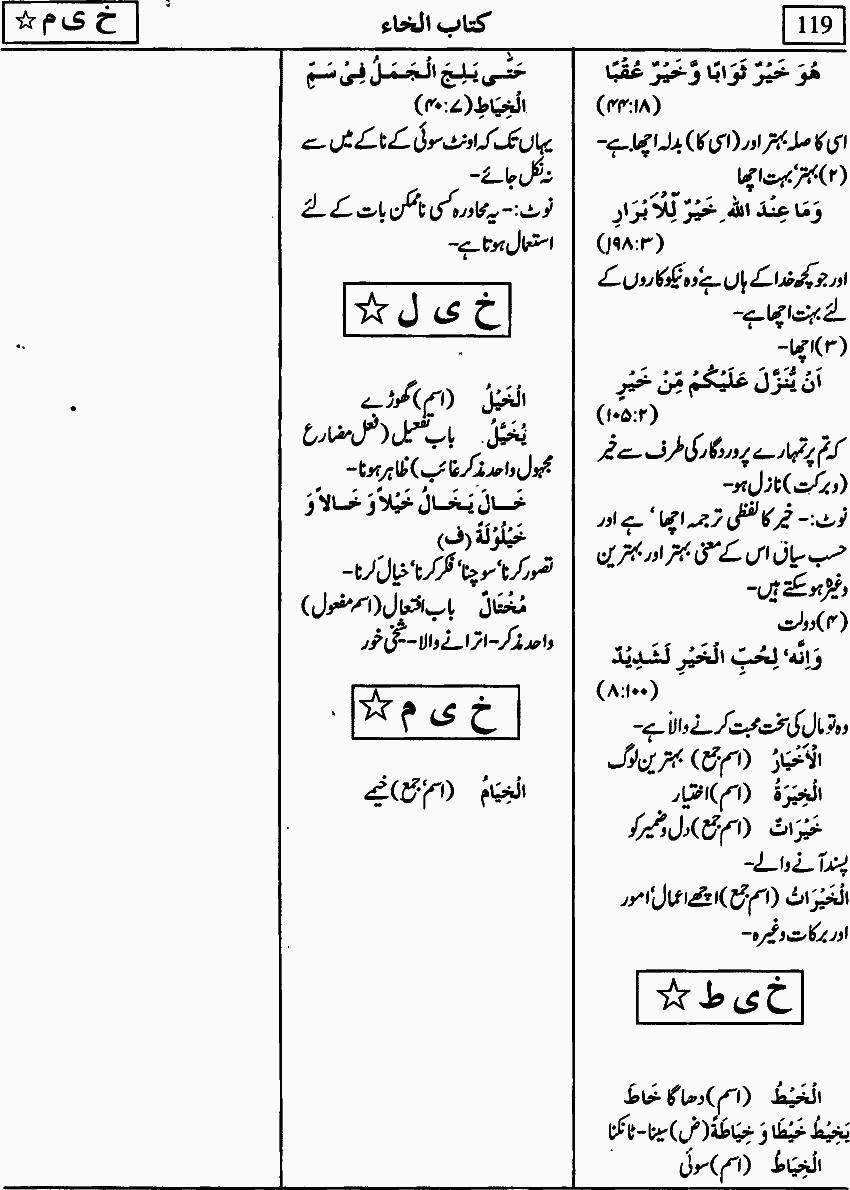 119
کتاب الخاء
خ ی م ☆
هُوَ خَيْرٌ ثَوَابًا وَّخَيْرٌ عُقْبًا
(۴۴:۱۸)
اسی کا صلہ بہتر اور (اسی کا) بدلہ اچھا ہے۔
(۲) بہتر‘ بہت اچھا
وَمَا عِنْدَ اللهِ خَيْرٌ لِّلْاَبْرَارِ
(۱۹۸:۳)
اور جو کچھ خدا کے ہاں ہے‘ وہ نیکوکاروں کے
لئے بہت اچھا ہے۔
(۳) اچھا۔
اَنْ يُّنَزَّلَ عَلَيْكُمْ مِّنْ خَيْرٍ
(۱۰۵:۲)
کہ تم پر تمہارے پروردگار کی طرف سے خیر
(و برکت) نازل ہو۔
نوٹ:۔ خیر کا لفظی ترجمہ اچھا‘ ہے اور
حسب سیاق اس کے معنی بہتر اور بہترین
وغیرہ ہو سکتے ہیں۔
(۴) دولت
وَاِنَّهٗ لِحُبِّ الْخَيْرِ لَشَدِيْدٌ
(۸:۱۰۰)
وہ تو مال کی سخت محبت کرنے والا ہے۔
الْاَخْيَارُ (اسم جمع) بہترین لوگ
الْخِيَرَةُ (اسم) اختیار
خَيْرَاتٌ (اسم جمع) دل و ضمیر کو
پسند آنے والے۔
الْخَيْرَاتُ (اسم جمع) اچھے اعمال‘ امور
اور برکات وغیرہ۔
خ ی ط ☆
الْخَيْطُ (اسم) دھاگا خَاطَ
يَخِيْطُ خَيْطًا وَ خِيَاطَةً (ض) سینا۔ ٹانکنا
الْخِيَاطُ (اسم) سوئی
حَتّٰى يَلِجَ الْجَمَلُ فِىْ سَمِّ
الْخِيَاطِ (۴۰:۷)
یہاں تک کہ اونٹ سوئی کے ناکے میں سے
نہ نکل جائے۔
نوٹ:۔ یہ محاورہ کسی ناممکن بات کے لئے
استعمال ہوتا ہے۔
خ ی ل ☆
الْخَيْلُ (اسم) گھوڑے
يُخَيَّلُ باب تفعیل (فعل مضارع
مجہول واحد مذکر غائب) ظاہر ہونا۔
خَالَ يَخَالُ خَيْلاً وَ خَالاً وَ
خَيْلُوْلَةً (ف)
تصور کرنا‘ سوچنا‘ فکر کرنا‘ خیال کرنا۔
مُخْتَالٌ باب افتعال (اسم مفعول)
واحد مذکر۔ اترانے والا۔ شیخی خور
خ ی م ☆
الْخِيَامُ (اسم‘ جمع) خیمے